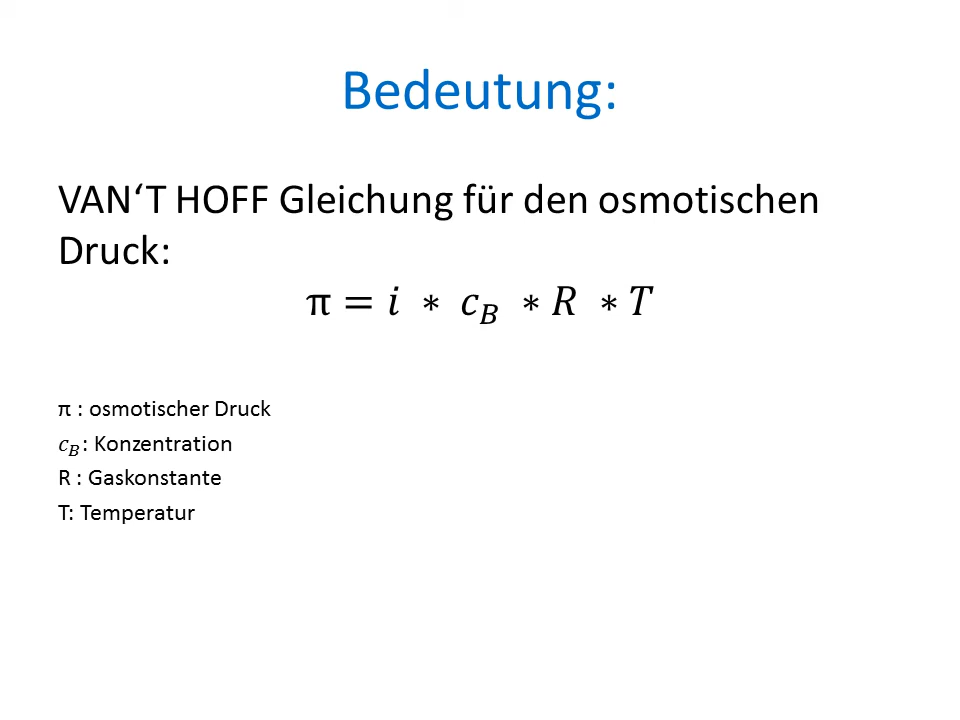 Bedeutung:
VAN‘T HOFF Gleichung für den osmotischen
Druck:
π = 𝑖 ∗ 𝑐_𝐵 ∗ 𝑅 ∗ 𝑇
π : osmotischer Druck
𝑐_𝐵: Konzentration
R : Gaskonstante
T: Temperatur